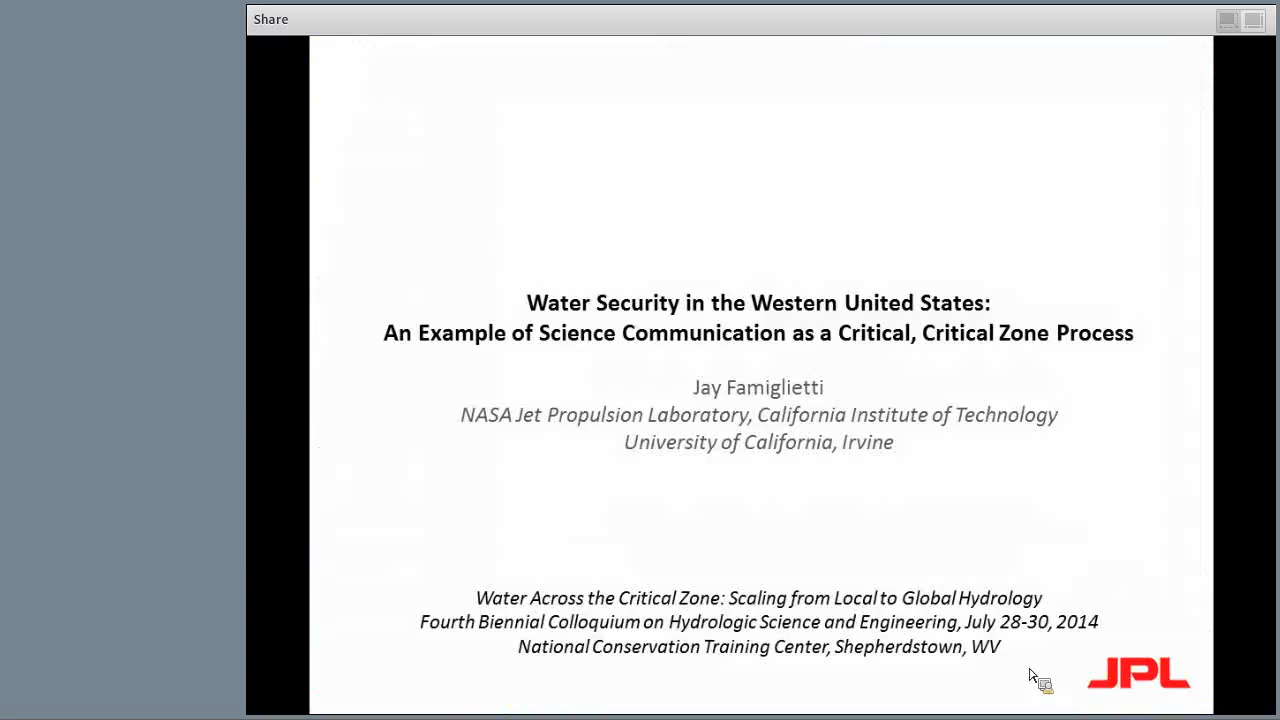 Share
Water Security in the Western United States:
An Example of Science Communication as a Critical, Critical Zone Process
Jay Famiglietti
NASA Jet Propulsion Laboratory, California Institute of Technology
University of California, Irvine
Water Across the Critical Zone: Scaling from Local to Global Hydrology
Fourth Biennial Colloquium on Hydrologic Science and Engineering, July 28-30, 2014
National Conservation Training Center, Shepherdstown, WV
JPL